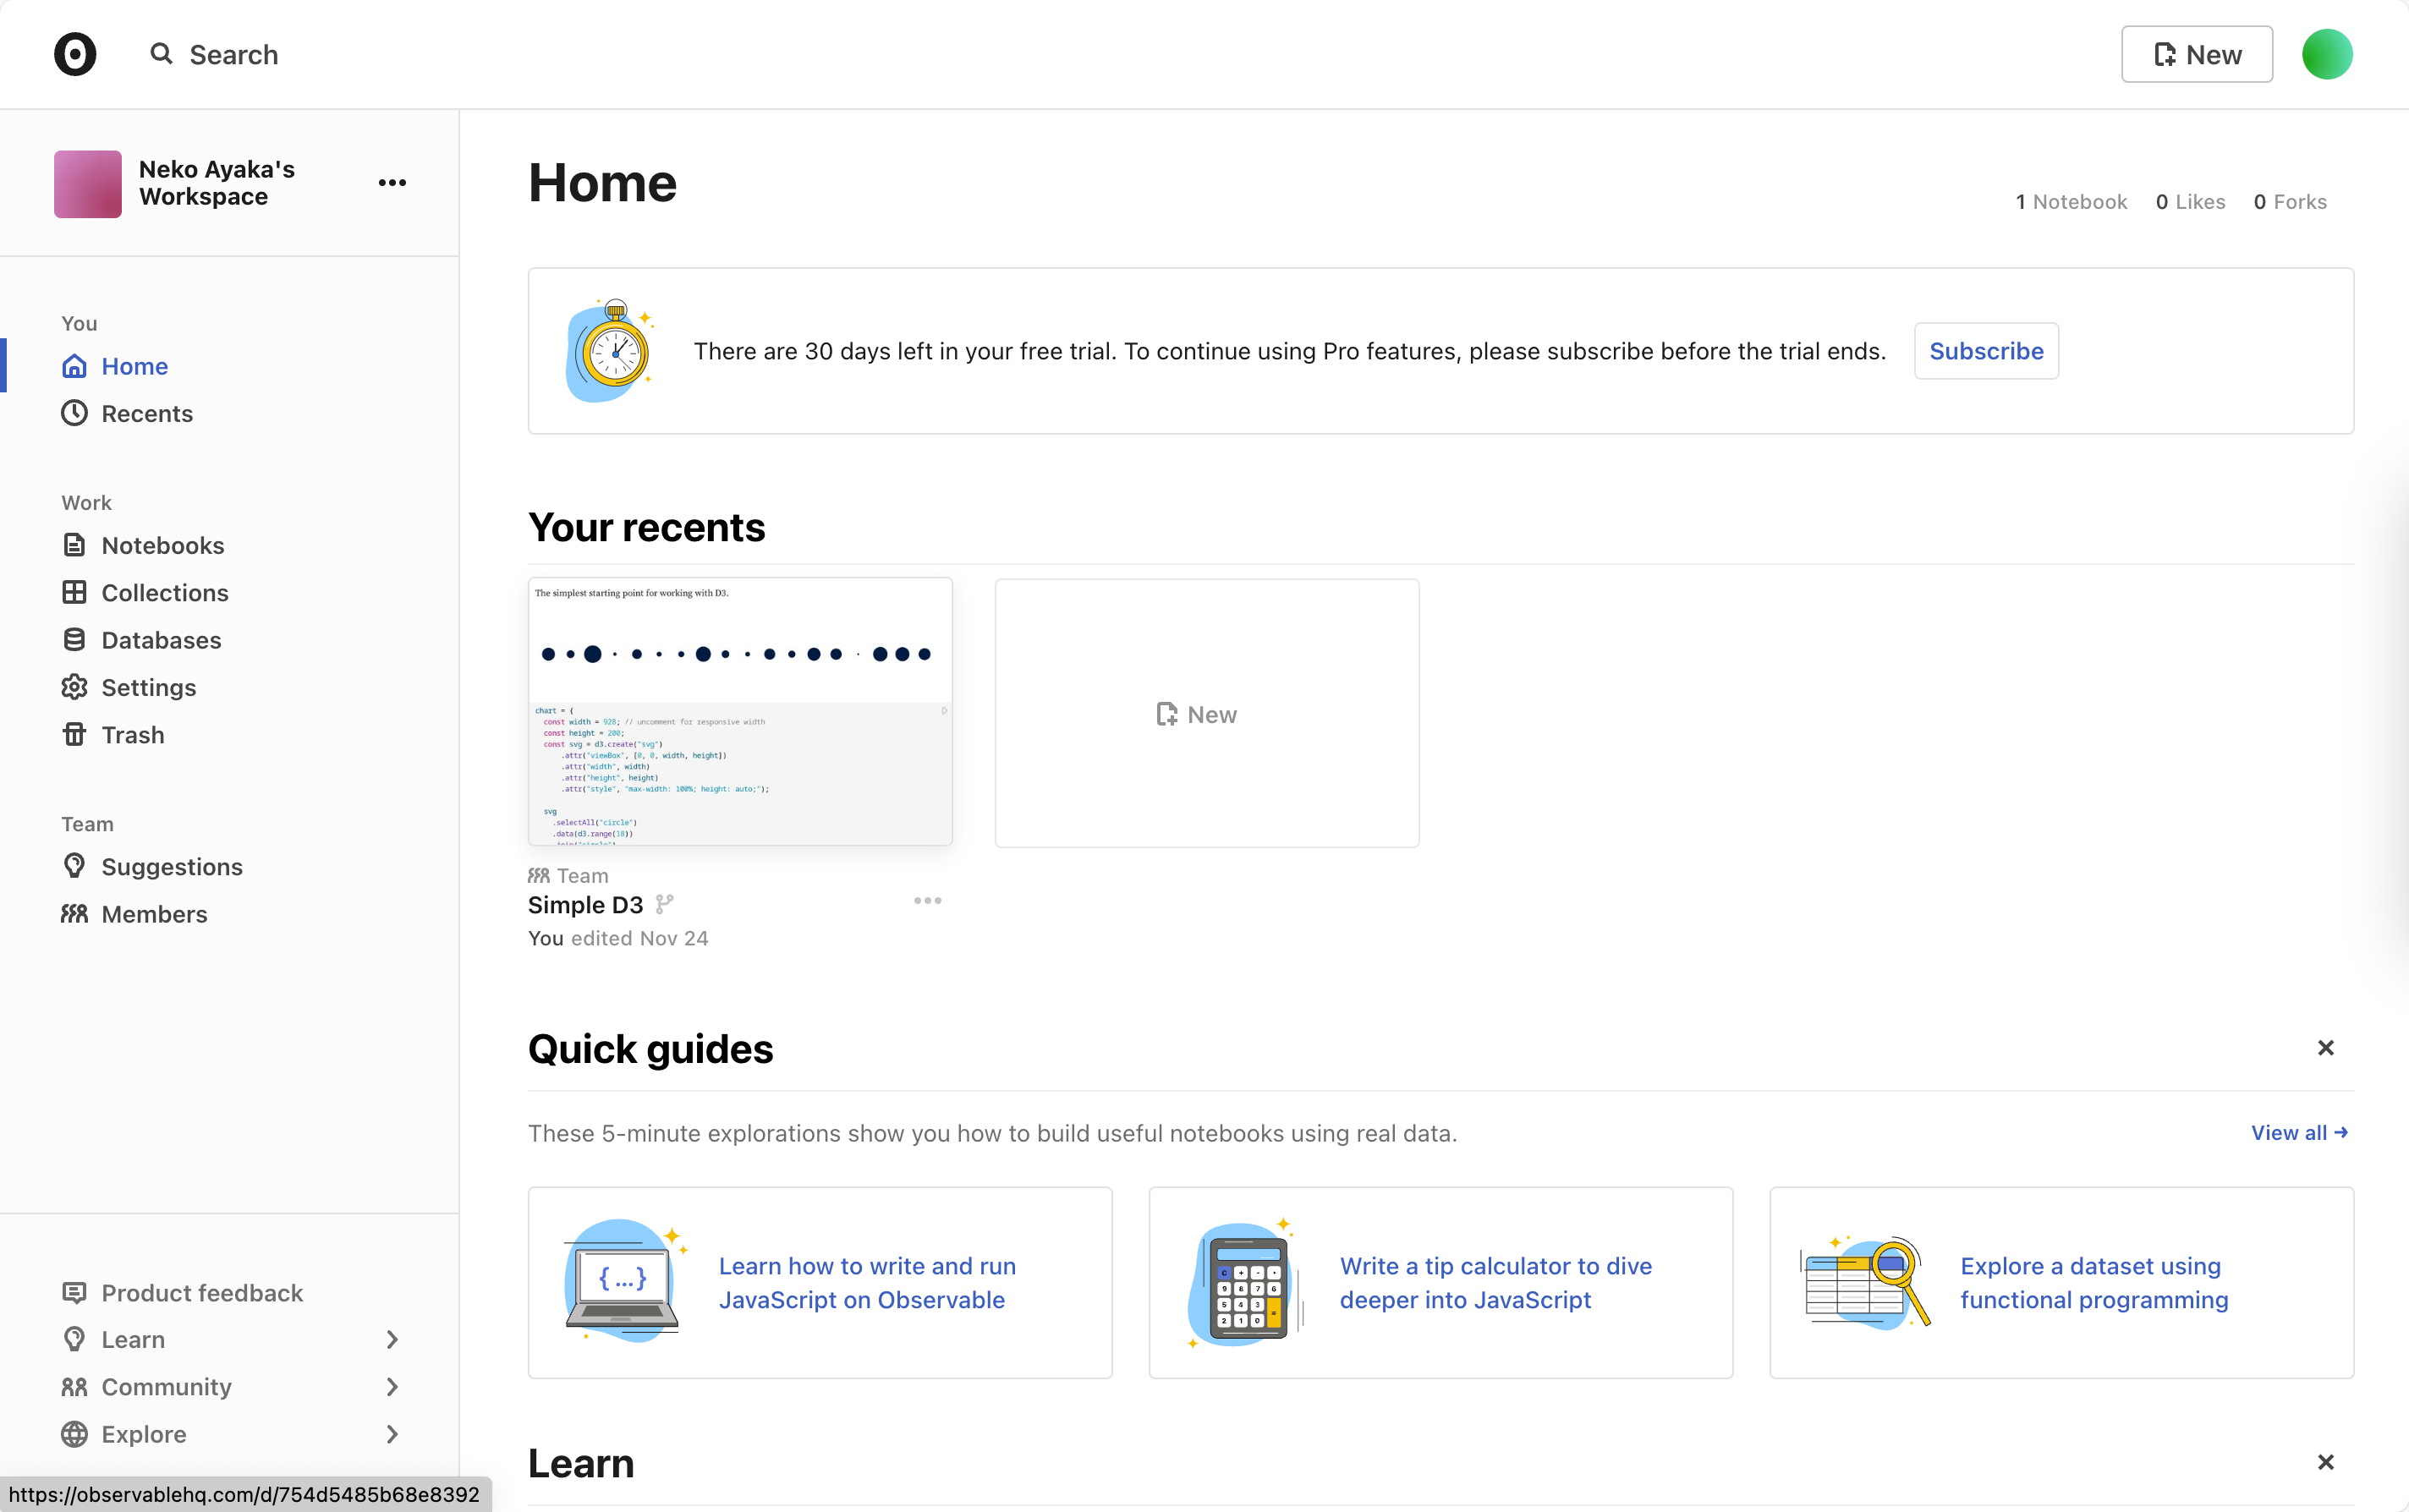 Search
New
Neko Ayaka's
Workspace
You
Home
Recents
Work
Notebooks
Collections
Databases
Settings
Trash
Team
Suggestions
Members
Product feedback
Learn
Community
Explore
https://observablehq.com/d/754d5485b68e8392
Home
1 Notebook 0 Likes 0 Forks
There are 30 days left in your free trial. To continue using Pro features, please subscribe before the trial ends.
Subscribe
Your recents
The simplest starting point for working with D3.
chart = {
const width = 928; // uncomment for responsive width
const height = 200;
const svg = d3.create("svg")
.attr("viewBox", [0, 0, width, height])
.attr("width", width)
.attr("height", height)
.attr("style", "max-width: 100%; height: auto;");
svg
.selectAll("circle")
.data(d3.range(18))
.join("circle")
New
Team
Simple D3
You edited Nov 24
Quick guides
These 5-minute explorations show you how to build useful notebooks using real data.
View all →
{...}
Learn how to write and run
JavaScript on Observable
Write a tip calculator to dive
deeper into JavaScript
Explore a dataset using
functional programming
Learn